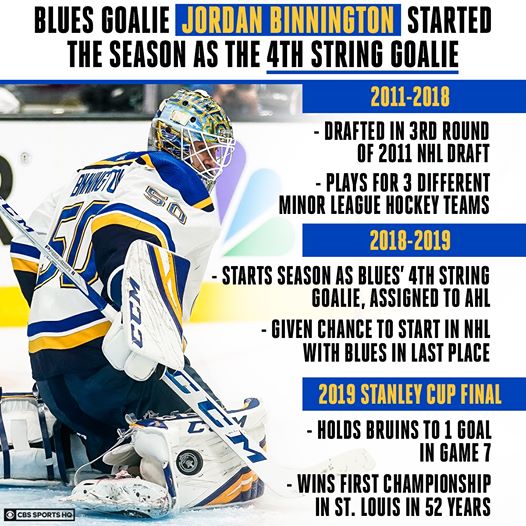 BLUES GOALIE JORDAN BINNINGTON STARTED
THE SEASON AS THE 4TH STRING GOALIE
2011-2018
- DRAFTED IN 3RD ROUND
OF 2011 NHL DRAFT
- PLAYS FOR 3 DIFFERENT
MINOR LEAGUE HOCKEY TEAMS
2018-2019
- STARTS SEASON AS BLUES' 4TH STRING
GOALIE, ASSIGNED TO AHL
- GIVEN CHANCE TO START IN NHL
WITH BLUES IN LAST PLACE
2019 STANLEY CUP FINAL
- HOLDS BRUINS TO 1 GOAL
IN GAME 7
- WINS FIRST CHAMPIONSHIP
IN ST. LOUIS IN 52 YEARS
BINNINGTON
50
50
CCM
CCM
CCM
CBS SPORTS HQ